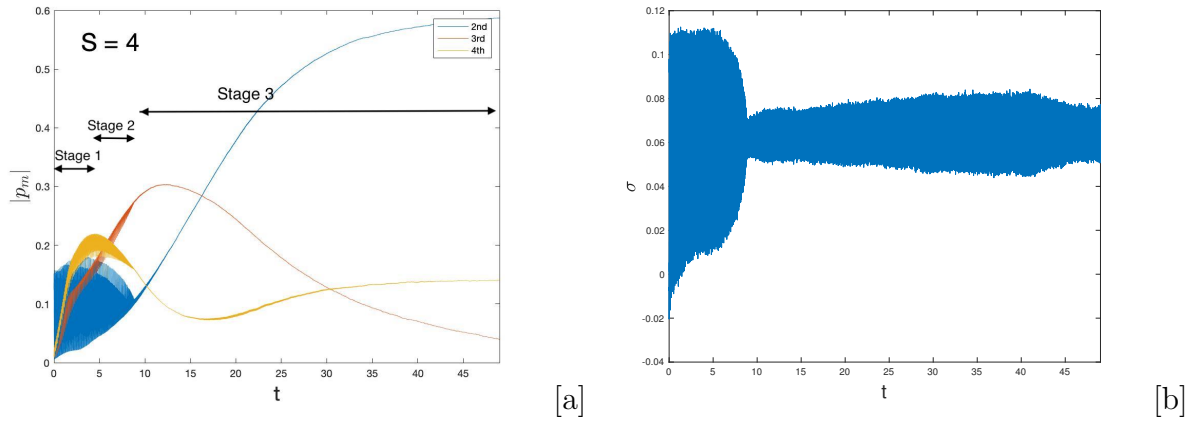 S = 4
2nd
3rd
4th
Stage 3
Stage 2
Stage 1
|p_m|
0.6
0.5
0.4
0.3
0.2
0.1
0
0 5 10 15 20 25 30 35 40 45
t
[a]
0.12
0.1
0.08
0.06
0.04
0.02
0
-0.02
-0.04
σ
0 5 10 15 20 25 30 35 40 45
t
[b]